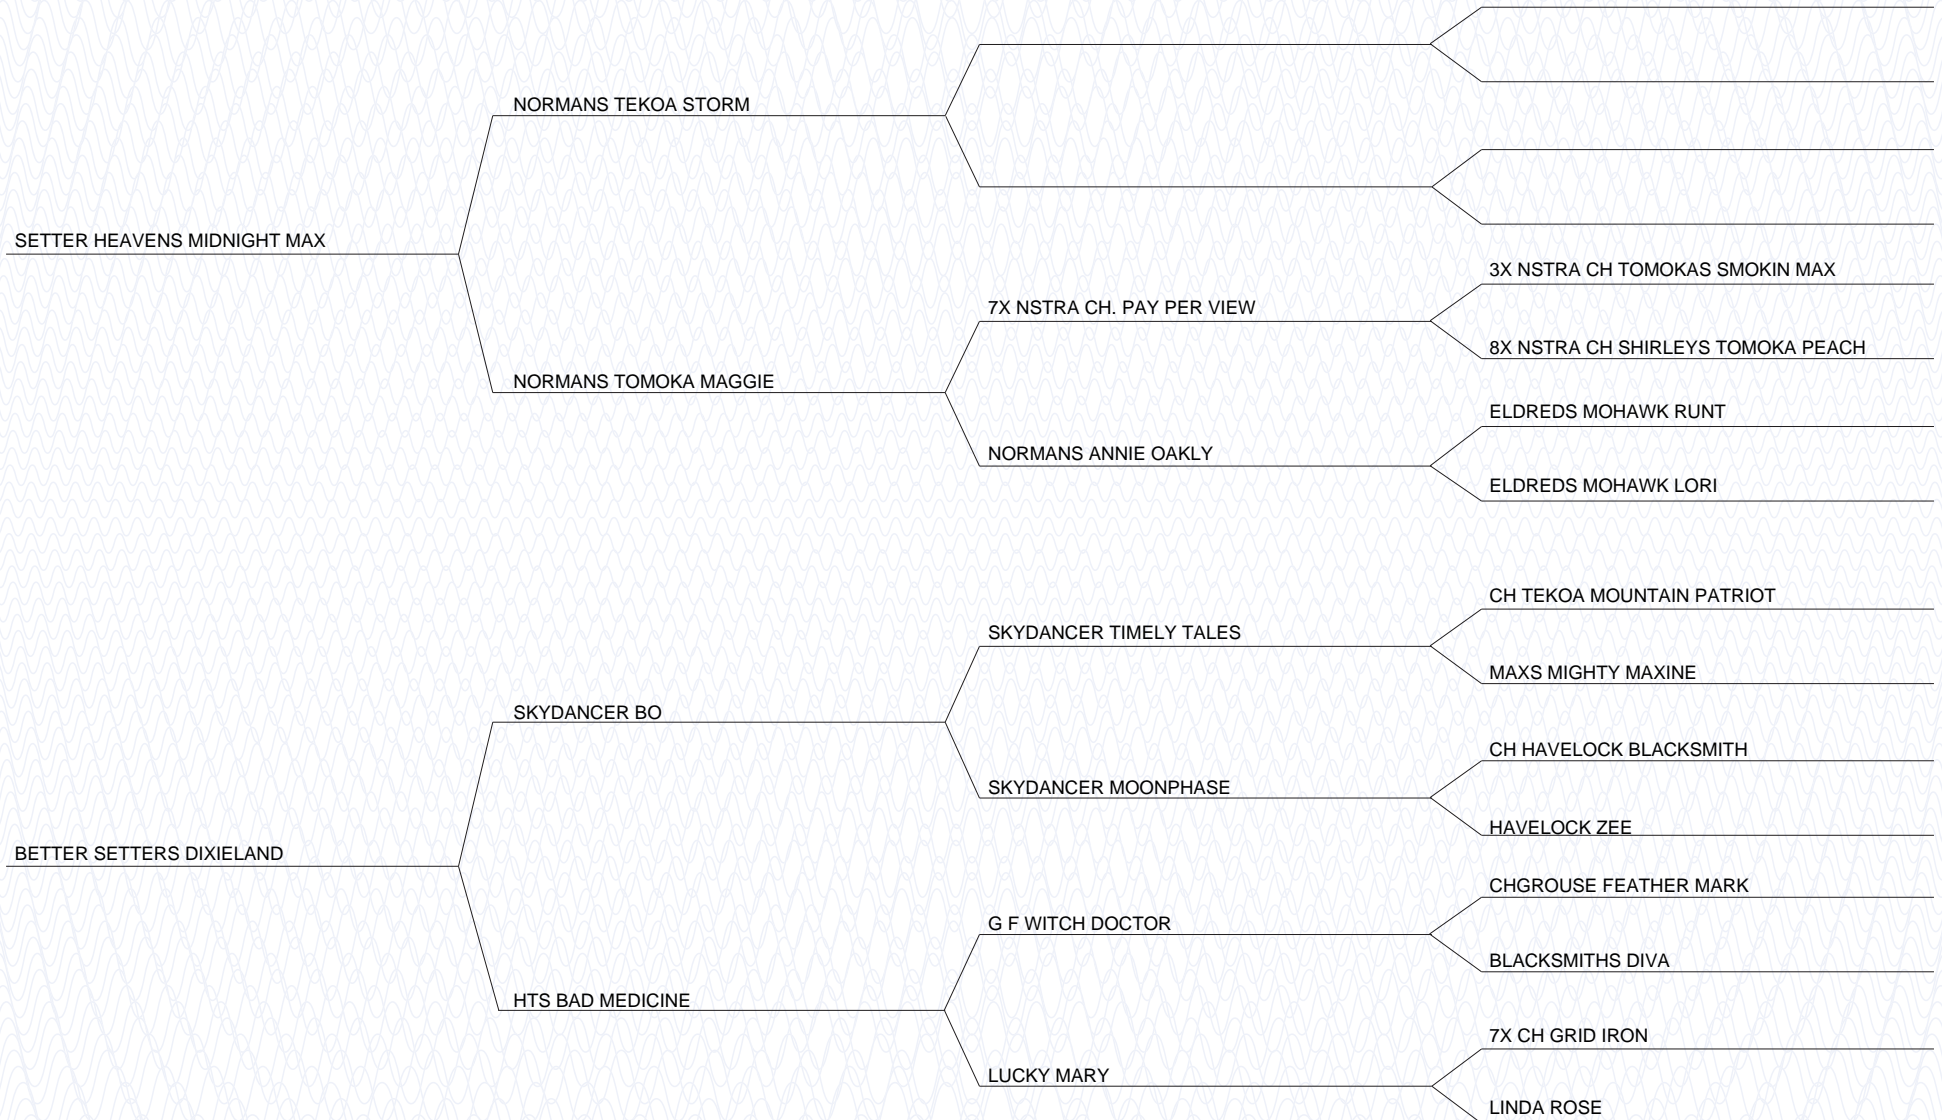 NORMANS TEKOA STORM
SETTER HEAVENS MIDNIGHT MAX
3X NSTRA CH TOMOKAS SMOKIN MAX
7X NSTRA CH. PAY PER VIEW
8X NSTRA CH SHIRLEYS TOMOKA PEACH
NORMANS TOMOKA MAGGIE
ELDREDS MOHAWK RUNT
NORMANS ANNIE OAKLY
ELDREDS MOHAWK LORI
CH TEKOA MOUNTAIN PATRIOT
SKYDANCER TIMELY TALES
MAXS MIGHTY MAXINE
SKYDANCER BO
CH HAVELOCK BLACKSMITH
SKYDANCER MOONPHASE
HAVELOCK ZEE
BETTER SETTERS DIXIELAND
CHGROUSE FEATHER MARK
G F WITCH DOCTOR
BLACKSMITHS DIVA
HTS BAD MEDICINE
7X CH GRID IRON
LUCKY MARY
LINDA ROSE